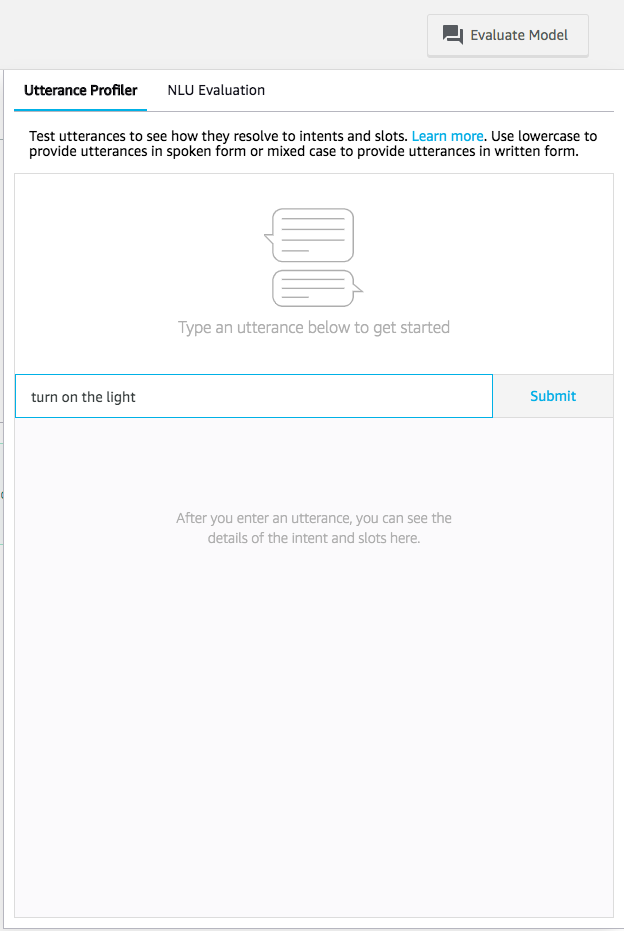 Evaluate Model
Utterance Profiler
NLU Evaluation
Test utterances to see how they resolve to intents and slots. Learn more. Use lowercase to
provide utterances in spoken form or mixed case to provide utterances in written form.
Type an utterance below to get started
turn on the light
Submit
After you enter an utterance, you can see the
details of the intent and slots here.